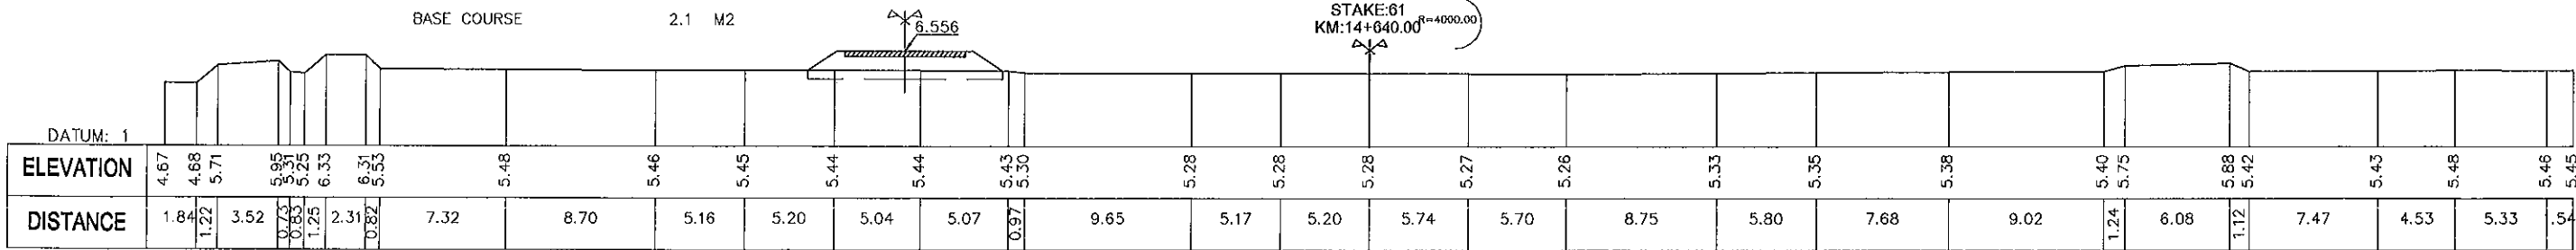 BASE COURSE 2.1 M2
6.556
STAKE:61
KM:14+640.00
R=4000.00
DATUM: 1
ELEVATION 4.67 4.68 5.71 5.95 5.31 5.25 6.33 6.31 5.53 5.48 5.46 5.45 5.44 5.44 5.43 5.30 5.28 5.28 5.28 5.27 5.26 5.33 5.35 5.38 5.40 5.75 5.88 5.42 5.43 5.48 5.46 5.45
DISTANCE 1.84 1.22 3.52 0.73 0.83 1.25 2.31 0.82 7.32 8.70 5.16 5.20 5.04 5.07 0.97 9.65 5.17 5.20 5.74 5.70 8.75 5.80 7.68 9.02 1.24 6.08 1.12 7.47 4.53 5.33 .54